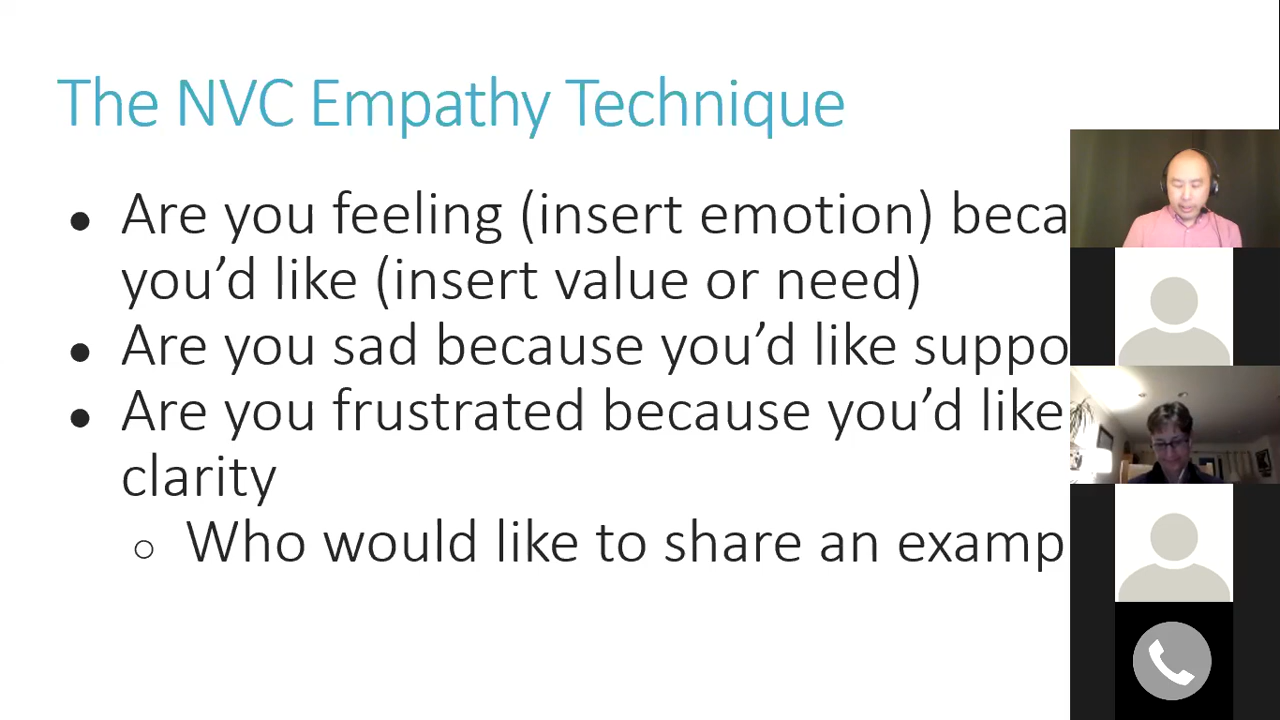 The NVC Empathy Technique
● Are you feeling (insert emotion) beca
you’d like (insert value or need)
● Are you sad because you’d like suppo
● Are you frustrated because you’d like
clarity
○ Who would like to share an examp